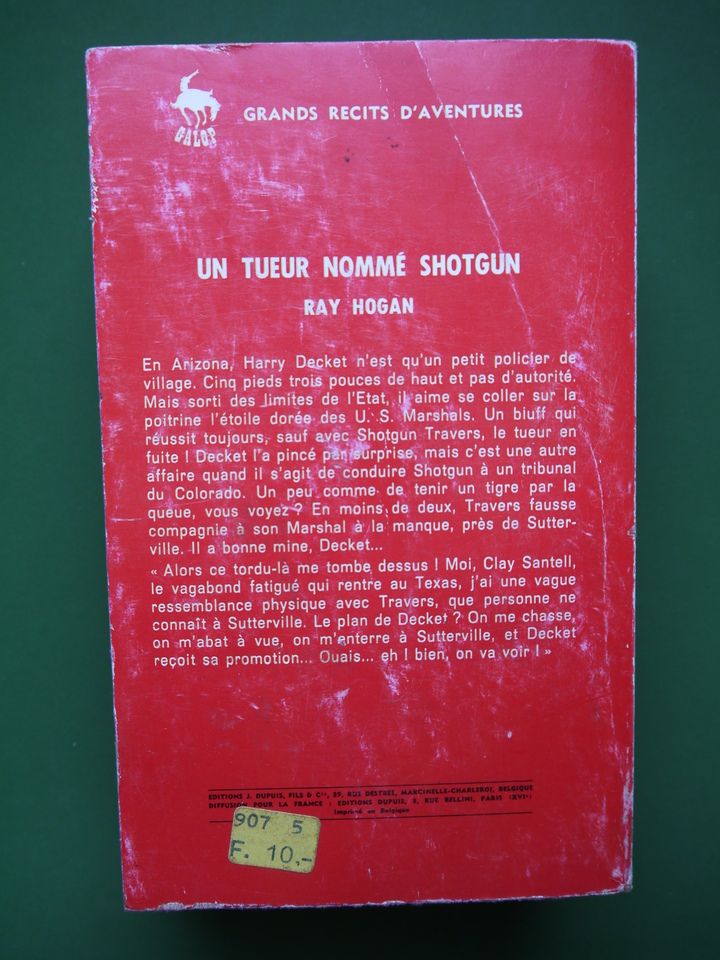 GALOP
GRANDS RECITS D'AVENTURES
UN TUEUR NOMMÉ SHOTGUN
RAY HOGAN
En Arizona, Harry Decket n'est qu'un petit policier de
village. Cinq pieds trois pouces de haut et pas d'autorité.
Mais sorti des limites de l'Etat, il aime se coller sur la
poitrine l'étoile dorée des U. S. Marshals. Un bluff qui
réussit toujours, sauf avec Shotgun Travers, le tueur en
fuite ! Decket l'a pincé par surprise, mais c'est une autre
affaire quand il s'agit de conduire Shotgun à un tribunal
du Colorado. Un peu comme de tenir un tigre par la
queue, vous voyez ? En moins de deux, Travers fausse
compagnie à son Marshal à la manque, près de Sutter-
ville. Il a bonne mine, Decket...
« Alors ce tordu-là me tombe dessus ! Moi, Clay Santell,
le vagabond fatigué qui rentre au Texas, j'ai une vague
ressemblance physique avec Travers, que personne ne
connaît à Sutterville. Le plan de Decket ? On me chasse,
on m'abat à vue, on m'enterre à Sutterville, et Decket
reçoit sa promotion... Ouais... eh ! bien, on va voir ! »
EDITIONS J. DUPUIS, FILS & Cie, 39, RUE DESTREE, MARCINELLE-CHARLEROI, BELGIQUE
DIFFUSION POUR LA FRANCE : EDITIONS DUPUIS, 5, RUE BELLINI, PARIS (XVIe)
Imprimé en Belgique
907 5
F. 10,-